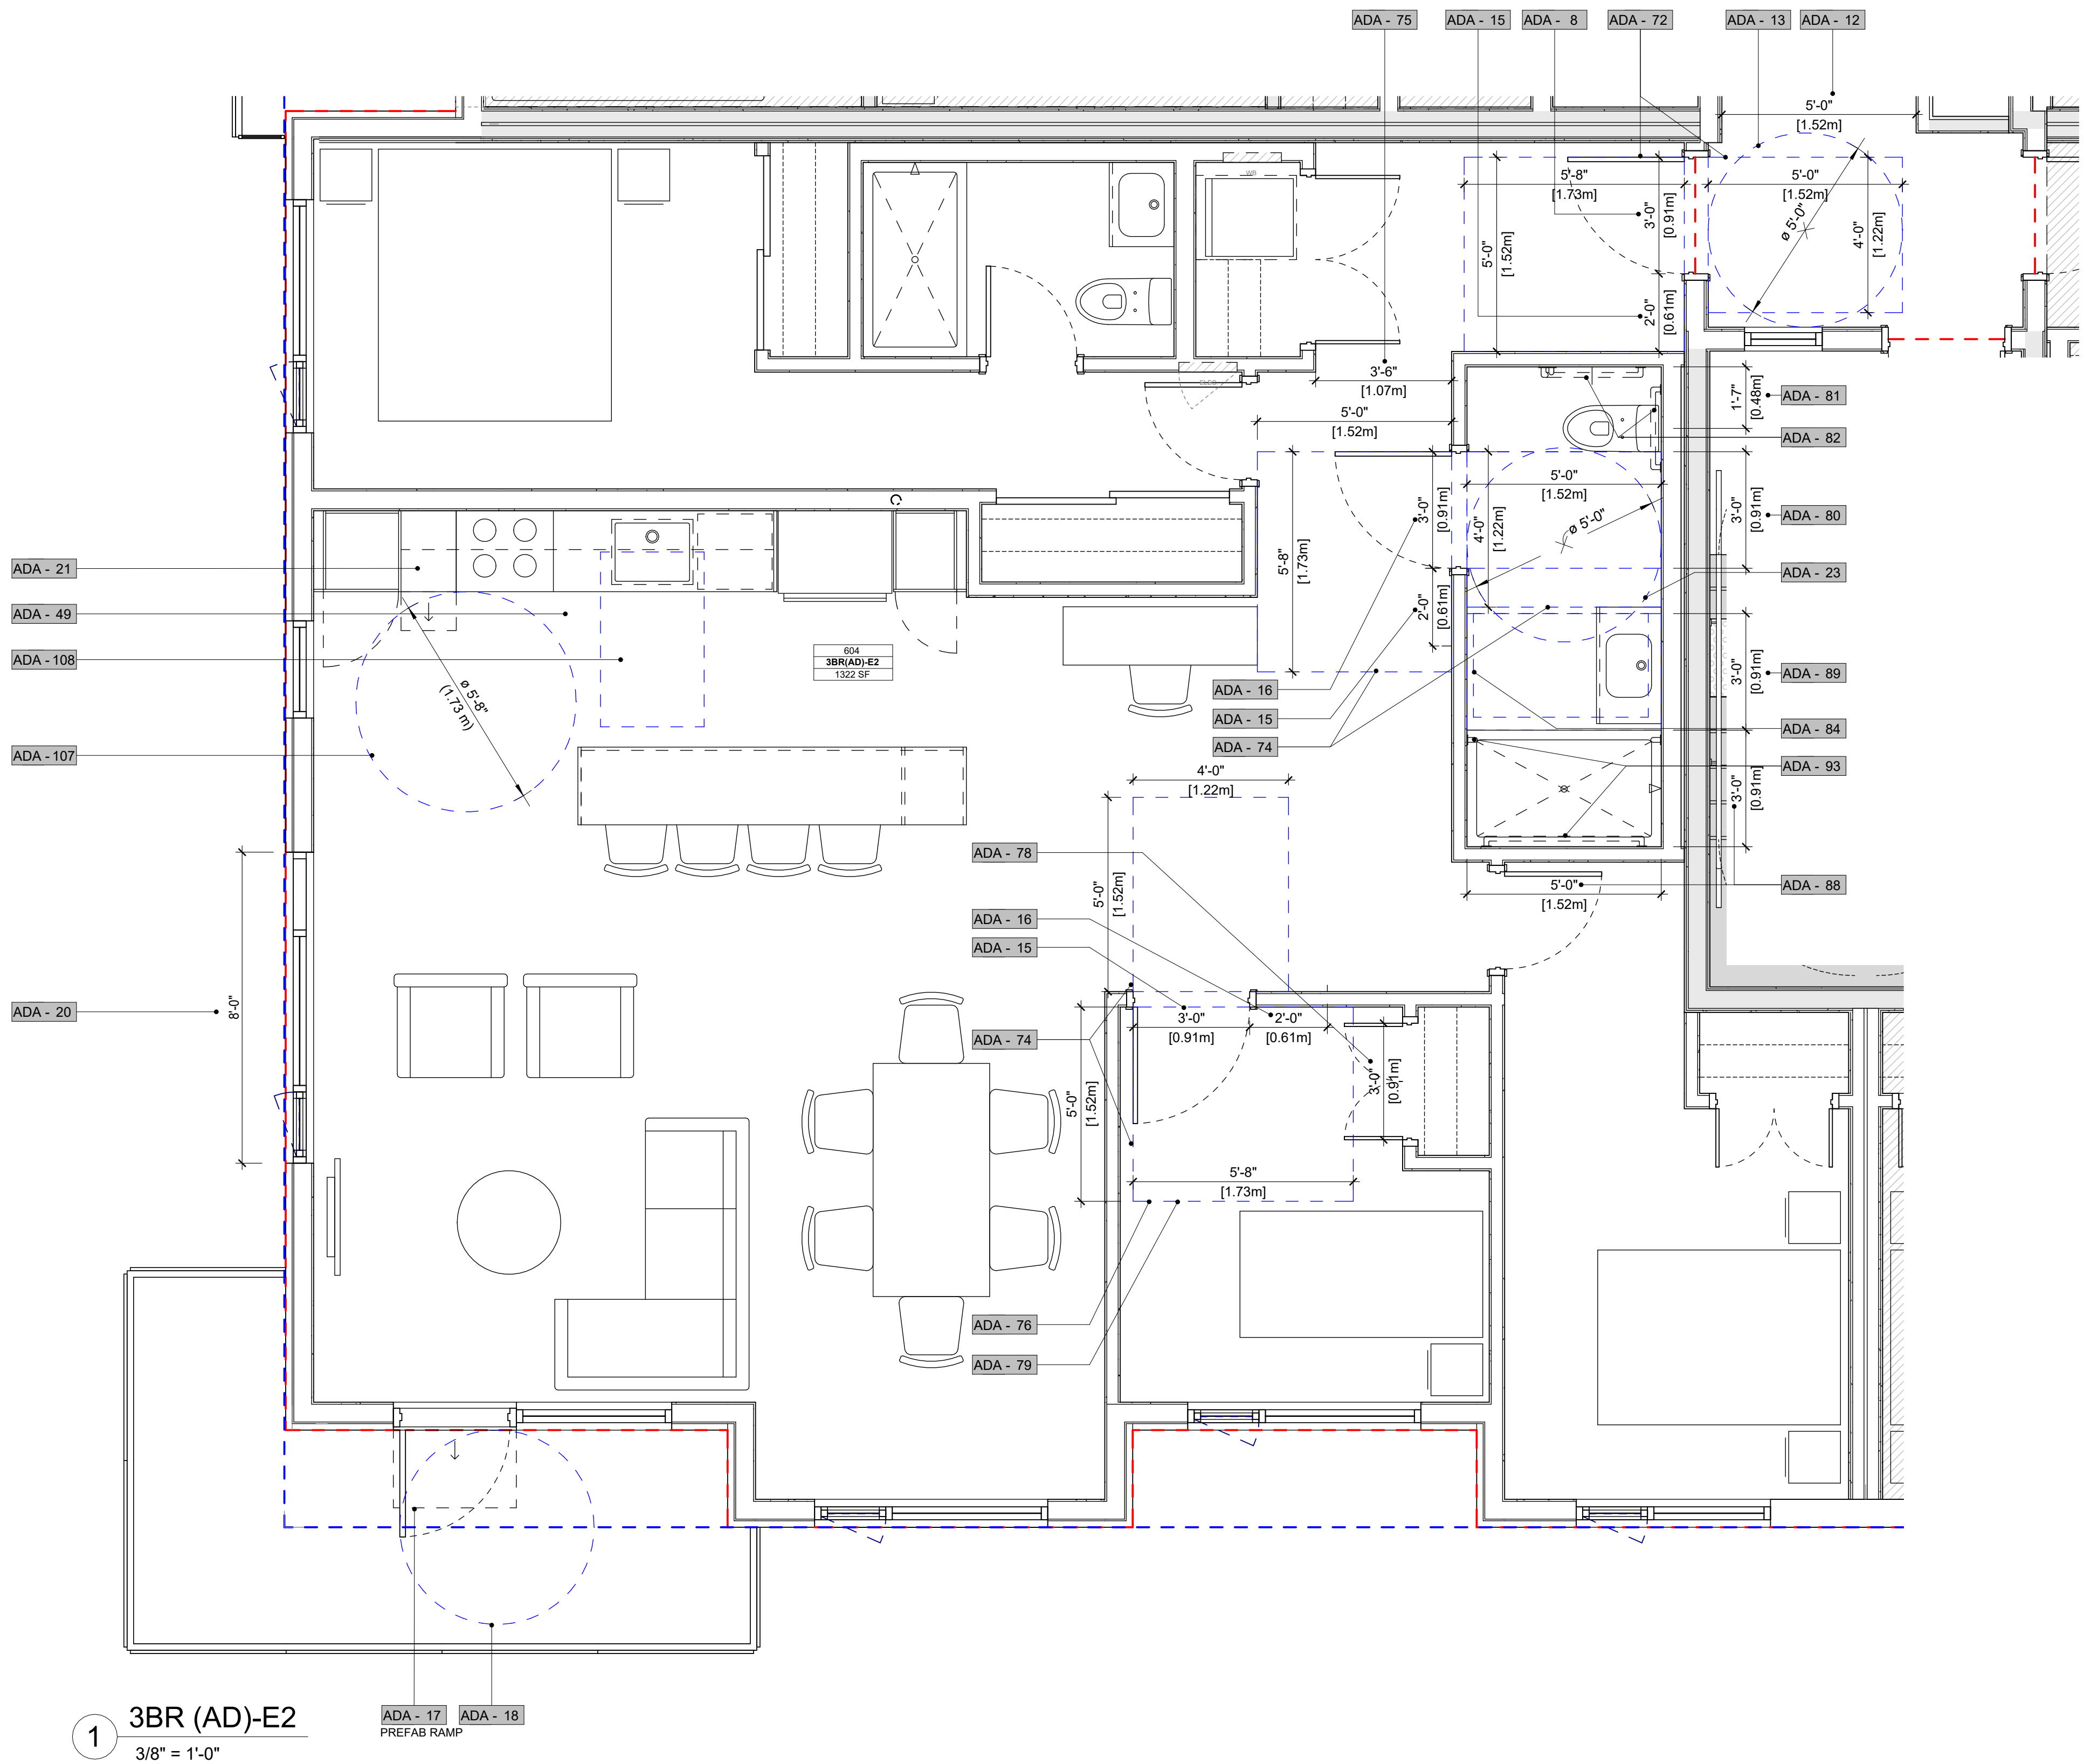 ADA - 75
ADA - 15
ADA - 8
ADA - 72
ADA - 13
ADA - 12
5'-0"
[1.52m]
5'-8"
[1.73m]
5'-0"
[1.52m]
3'-0"
[0.91m]
5'-0"
[1.52m]
ø 5'-0"
4'-0"
[1.22m]
2'-0"
[0.61m]
WB
3'-6"
[1.07m]
5'-0"
[1.52m]
1'-7"
[0.48m]
ADA - 81
ADA - 82
5'-0"
[1.52m]
3'-0"
[0.91m]
4'-0"
[1.22m]
ø 5'-0"
3'-0"
[0.91m]
ADA - 80
5'-8"
[1.73m]
2'-0"
[0.61m]
ADA - 23
ADA - 21
ADA - 49
ADA - 108
ADA - 107
ø 5'-8"
(1.73 m)
604
3BR(AD)-E2
1322 SF
ADA - 16
ADA - 15
ADA - 74
3'-0"
[0.91m]
ADA - 89
ADA - 84
ADA - 93
3'-0"
[0.91m]
4'-0"
[1.22m]
5'-0"
[1.52m]
ADA - 78
5'-0"
[1.52m]
ADA - 88
ADA - 16
ADA - 15
ADA - 20
8'-0"
ADA - 74
3'-0"
[0.91m]
2'-0"
[0.61m]
3'-0"
[0.91m]
5'-0"
[1.52m]
5'-8"
[1.73m]
ADA - 76
ADA - 79
ADA - 17
PREFAB RAMP
ADA - 18
1
3BR (AD)-E2
3/8" = 1'-0"